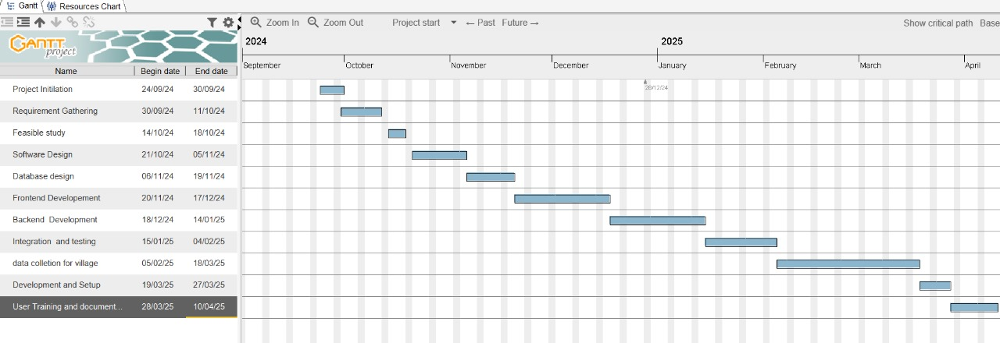 Gantt Resources Chart
Zoom In Zoom Out Project start ← Past Future → Show critical path Base
GANTT
project
2024 2025
Name Begin date End date September October November December January February March April
Project Initilation 24/09/24 30/09/24
28/12/24
Requirement Gathering 30/09/24 11/10/24
Feasible study 14/10/24 18/10/24
Software Design 21/10/24 05/11/24
Database design 06/11/24 19/11/24
Frontend Developement 20/11/24 17/12/24
Backend Development 18/12/24 14/01/25
Integration and testing 15/01/25 04/02/25
data colletion for village 05/02/25 18/03/25
Development and Setup 19/03/25 27/03/25
User Training and document... 28/03/25 10/04/25